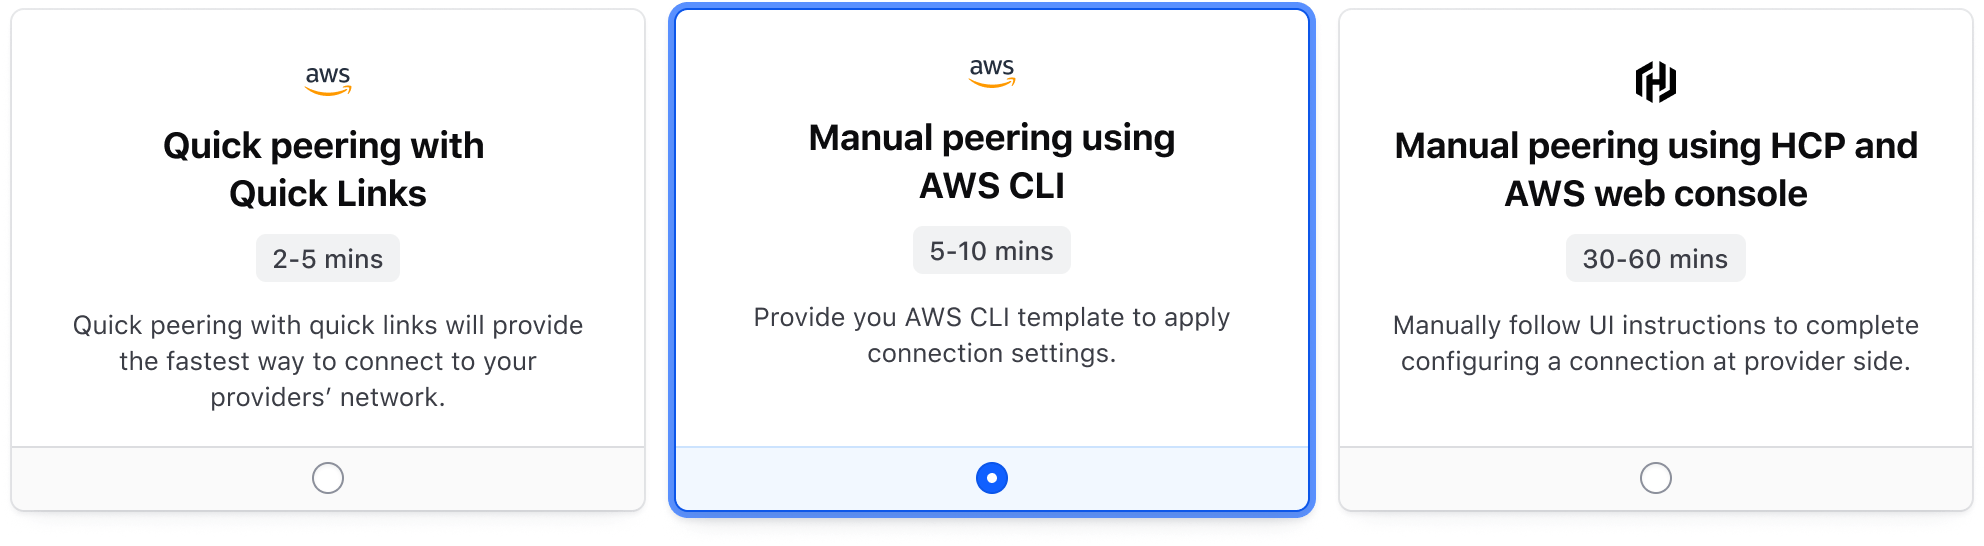 aws
Quick peering with
Quick Links
2-5 mins
Quick peering with quick links will provide
the fastest way to connect to your
providers’ network.
aws
Manual peering using
AWS CLI
5-10 mins
Provide you AWS CLI template to apply
connection settings.
Manual peering using HCP and
AWS web console
30-60 mins
Manually follow UI instructions to complete
configuring a connection at provider side.